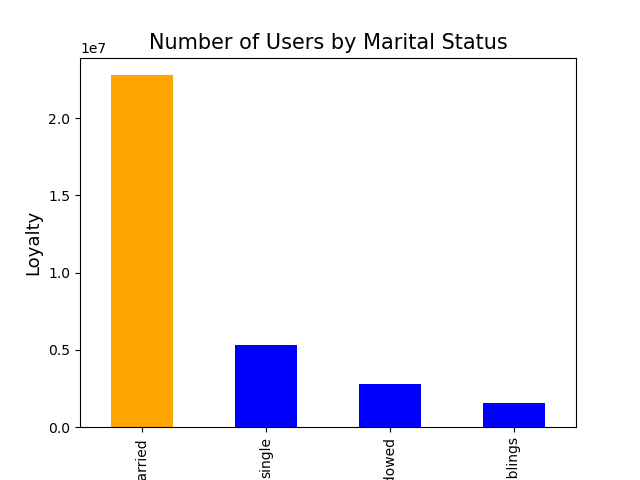 Number of Users by Marital Status
1e7
Loyalty
2.0
1.5
1.0
0.5
0.0
arried
single
dowed
blings